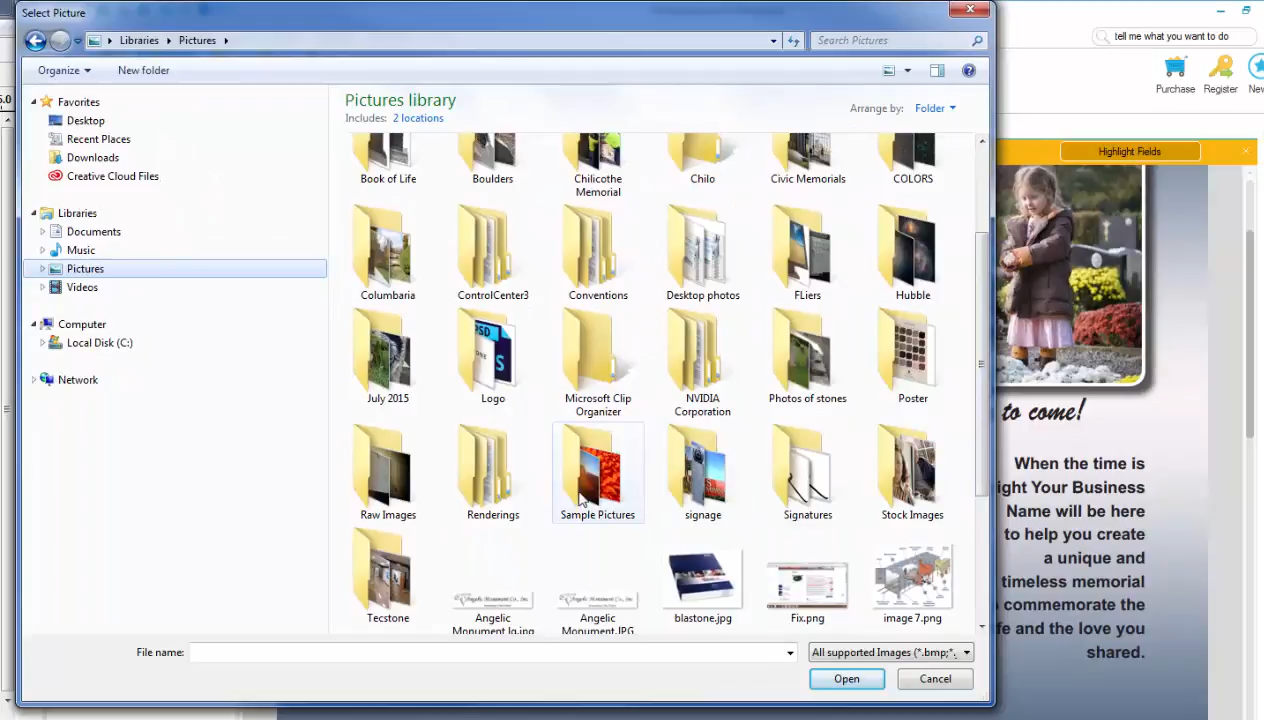 Select Picture
Libraries
Pictures
Search Pictures
tell me what you want to do
Organize
New folder
Purchase
Register
5.0
Favorites
Desktop
Recent Places
Downloads
Creative Cloud Files
Libraries
Documents
Music
Pictures
Videos
Computer
Local Disk (C:)
Network
Pictures library
Includes: 2 locations
Arrange by: Folder
Highlight Fields
Book of Life
Boulders
Chilicothe
Memorial
Chilo
Civic Memorials
COLORS
Columbaria
ControlCenter3
Conventions
Desktop photos
FLiers
Hubble
July 2015
Logo
Microsoft Clip
Organizer
NVIDIA
Corporation
Photos of stones
Poster
PSD
Raw Images
Renderings
Sample Pictures
signage
Signatures
Stock Images
Tecstone
Angelic
Monument lg.jpg
Angelic
Monument.JPG
blastone.jpg
Fix.png
image 7.png
to come!
When the time is
ight Your Business
Name will be here
to help you create
a unique and
timeless memorial
commemorate the
fe and the love you
shared.
File name:
All supported Images (*.bmp;*.
Open
Cancel